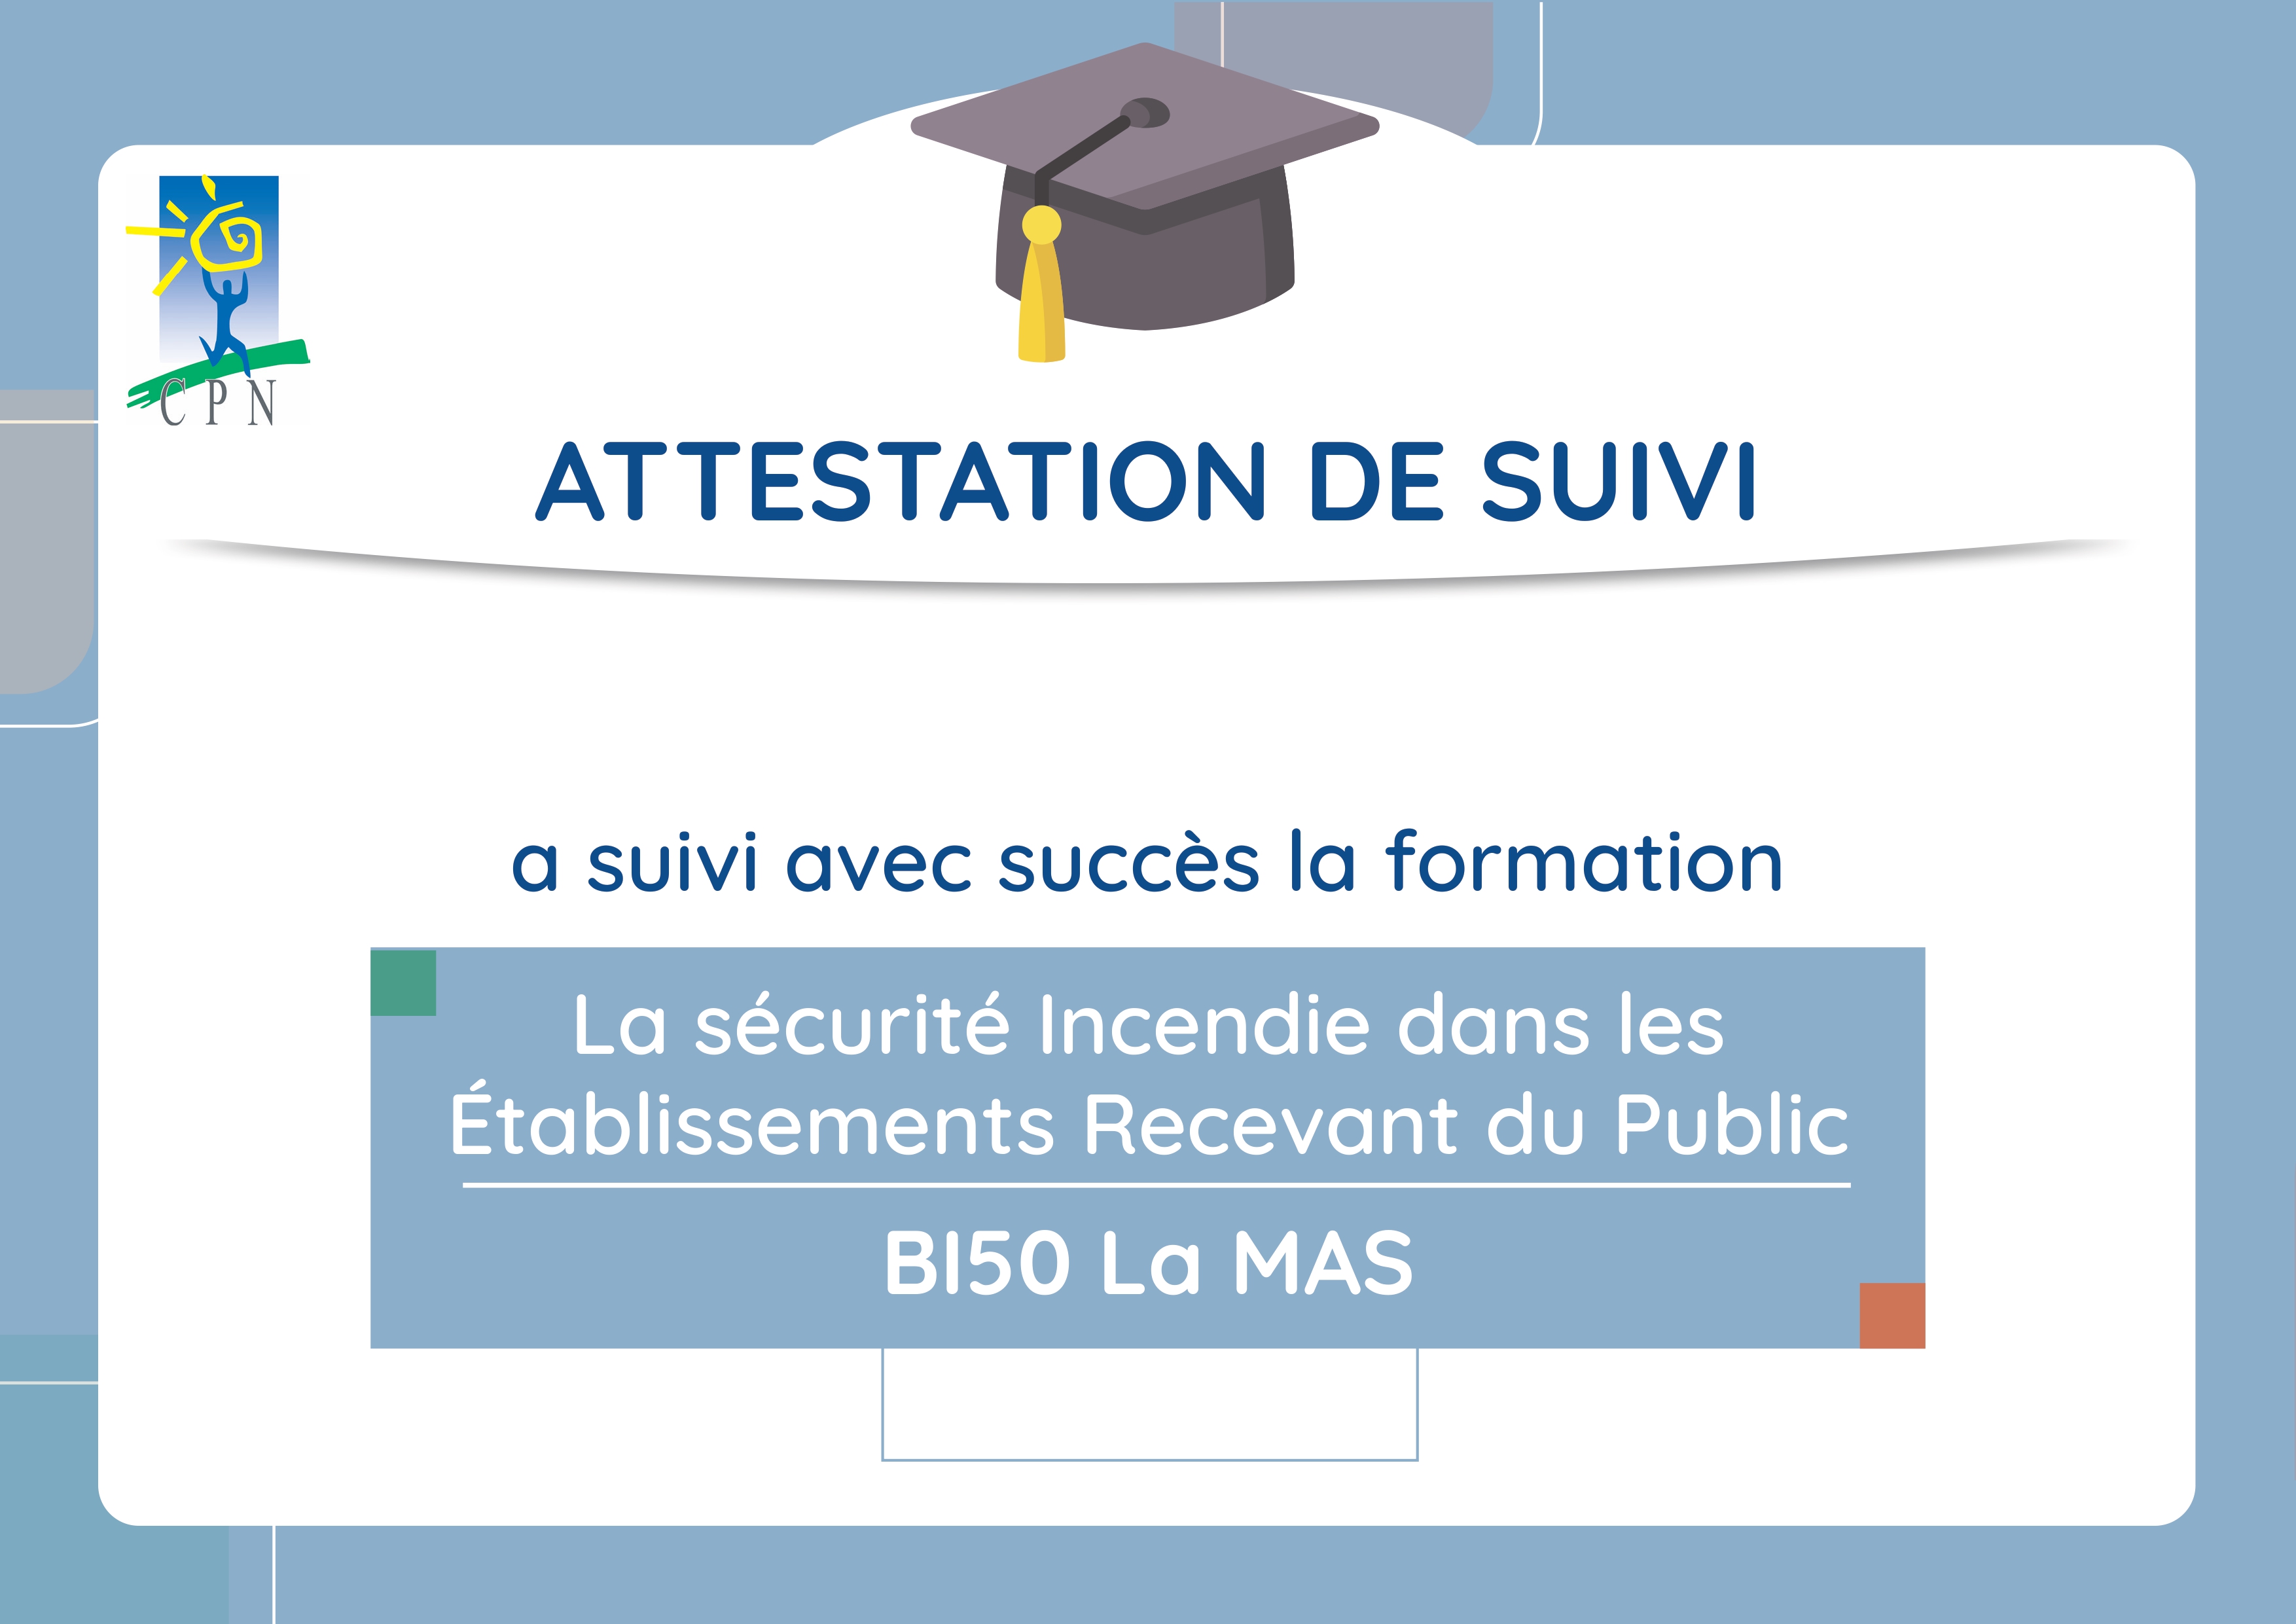 C P N
ATTESTATION DE SUIVI
a suivi avec succès la formation
La sécurité Incendie dans les
Établissements Recevant du Public
BI50 La MAS